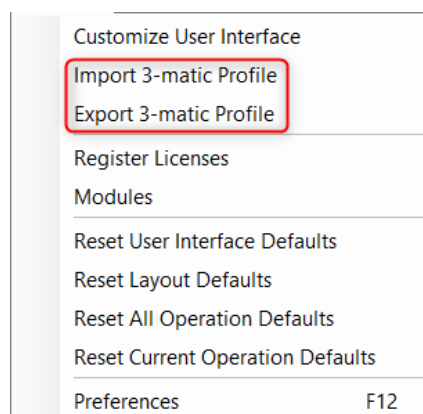 Customize User Interface
Import 3-matic Profile
Export 3-matic Profile
Register Licenses
Modules
Reset User Interface Defaults
Reset Layout Defaults
Reset All Operation Defaults
Reset Current Operation Defaults
Preferences F12